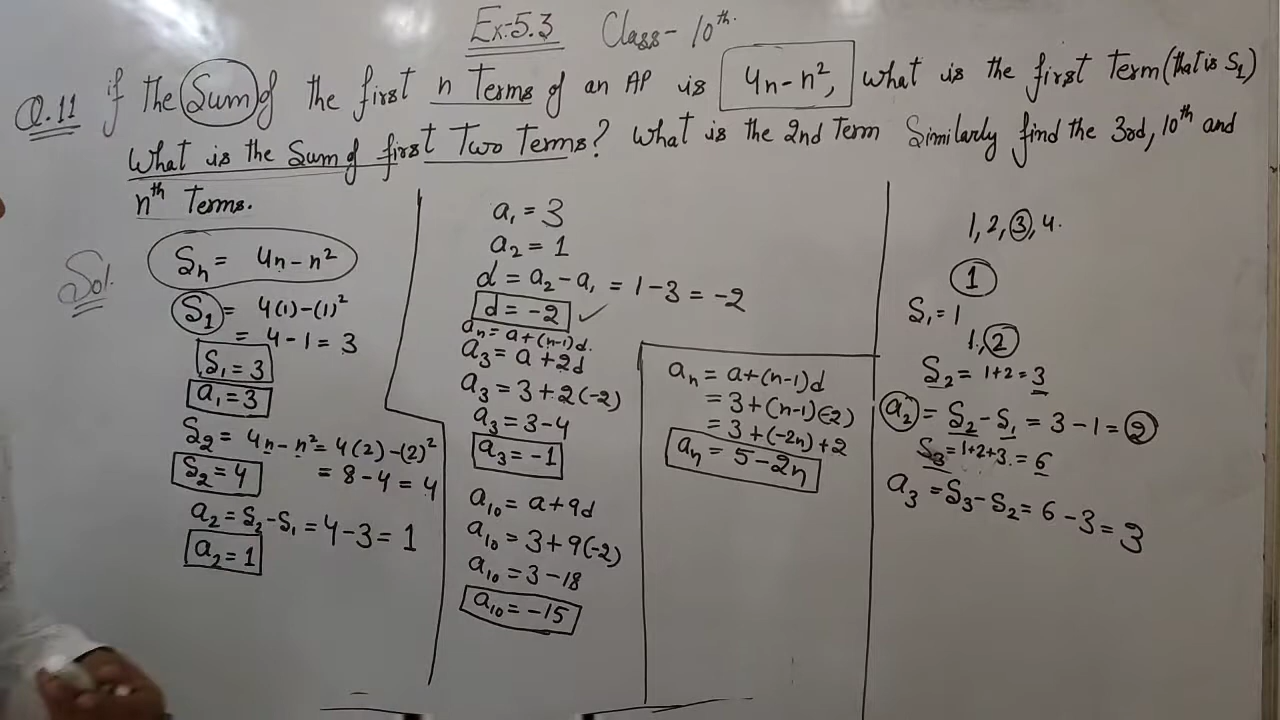 Ex:-5.3 Class-10th.
Q.11 if the Sum of the first n Terms of an AP is 4n-n², what is the first Term (that is S₁)
What is the Sum of first Two Terms? What is the 2nd Term Similarly find the 3rd, 10th and
nth Terms.
Sol.
Sₙ = 4n-n²
S₁ = 4(1)-(1)²
= 4-1 = 3
S₁=3
a₁=3
S₂ = 4n-n² = 4(2)-(2)²
= 8-4 = 4
S₂=4
a₂=S₂-S₁ = 4-3 = 1
a₂=1
a₁ = 3
a₂ = 1
d = a₂-a₁ = 1-3 = -2
d = -2 ✓
aₙ = a+(n-1)d.
a₃ = a+2d
a₃ = 3+2(-2)
a₃ = 3-4
a₃ = -1
a₁₀ = a+9d
a₁₀ = 3+9(-2)
a₁₀ = 3-18
a₁₀ = -15
aₙ = a+(n-1)d
= 3+(n-1)(-2)
= 3+(-2n)+2
aₙ = 5-2n
1, 2, 3, 4.
1
S₁=1
1, 2
S₂ = 1+2 = 3
a₂ = S₂-S₁ = 3-1 = 2
S₃ = 1+2+3 = 6
a₃ = S₃-S₂ = 6-3 = 3